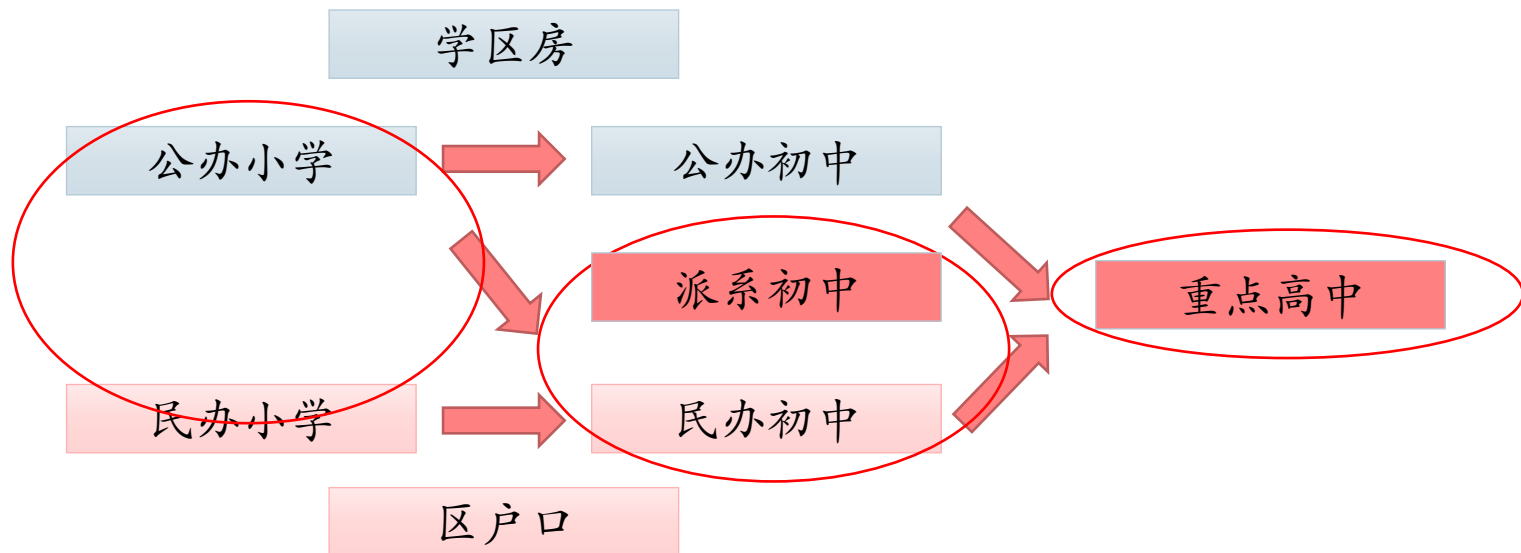 学区房
公办小学
公办初中
派系初中
重点高中
民办小学
民办初中
区户口